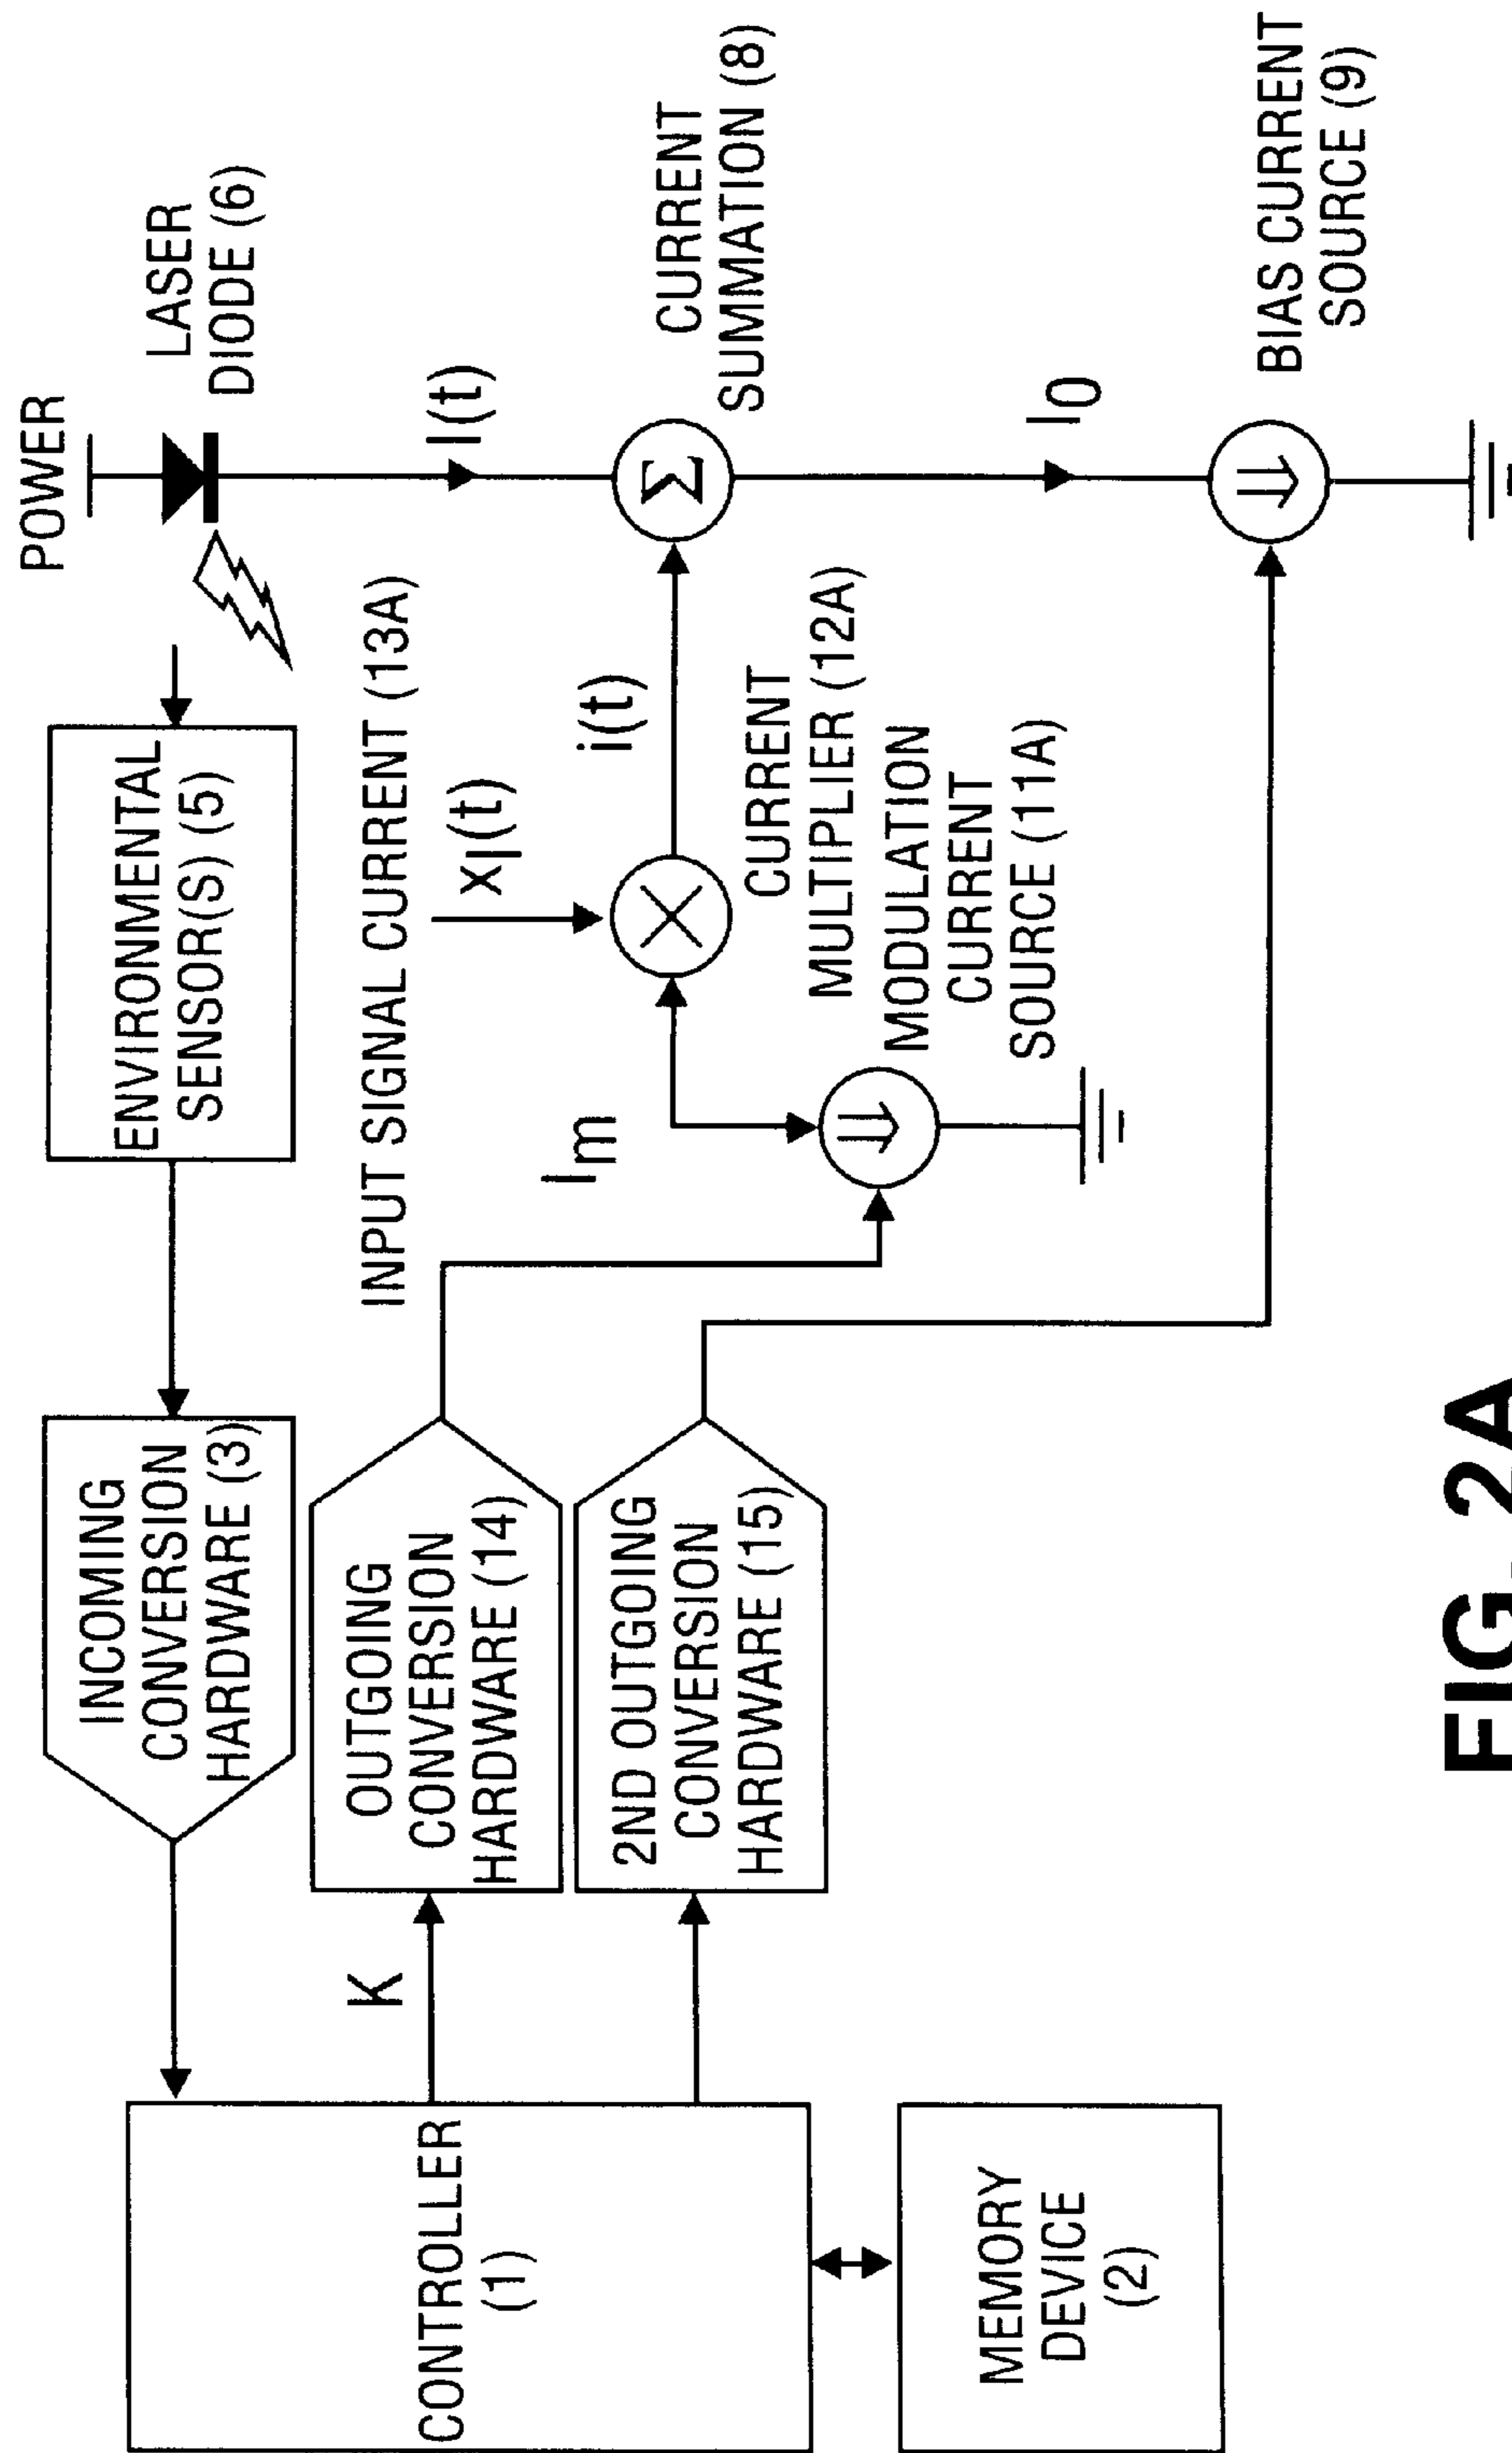 POWER
LASER
DIODE (6)
ENVIRONMENTAL
SENSOR(S) (5)
INCOMING
CONVERSION
HARDWARE (3)
I(t)
INPUT SIGNAL CURRENT (13A)
xI(t)
i(t)
CURRENT
SUMMATION (8)
Σ
CONTROLLER
(1)
K
OUTGOING
CONVERSION
HARDWARE (14)
Im
CURRENT
MULTIPLIER (12A)
2ND OUTGOING
CONVERSION
HARDWARE (15)
MODULATION
CURRENT
SOURCE (11A)
I0
MEMORY
DEVICE
(2)
BIAS CURRENT
SOURCE (9)
FIG. 2A